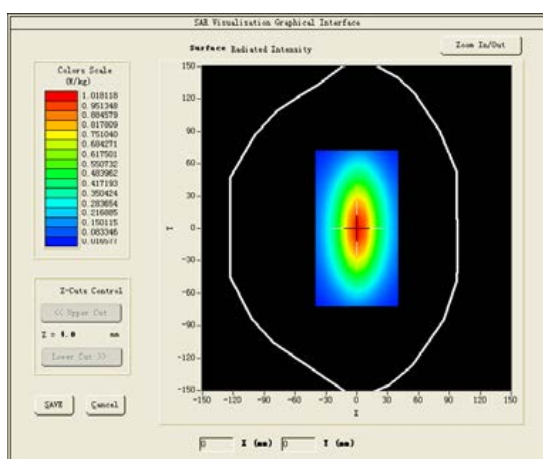 SAR Visualisation Graphical Interface
Surface Radiated Intensity
Zoom In/Out
Colors Scale
(W/kg)
1.018118
0.951348
0.884579
0.817809
0.751040
0.684271
0.617501
0.550732
0.483962
0.417193
0.350424
0.283654
0.216885
0.150115
0.083346
0.016577
150
120
90
60
30
0
-30
-60
-90
-120
-150
Y
-150 -120 -90 -60 -30 0 30 60 90 120 150
X
Z-Cuts Control
<< Upper Cut
Z = 4.0 mm
Lower Cut >>
SAVE Cancel
0 X (mm) 0 Y (mm)